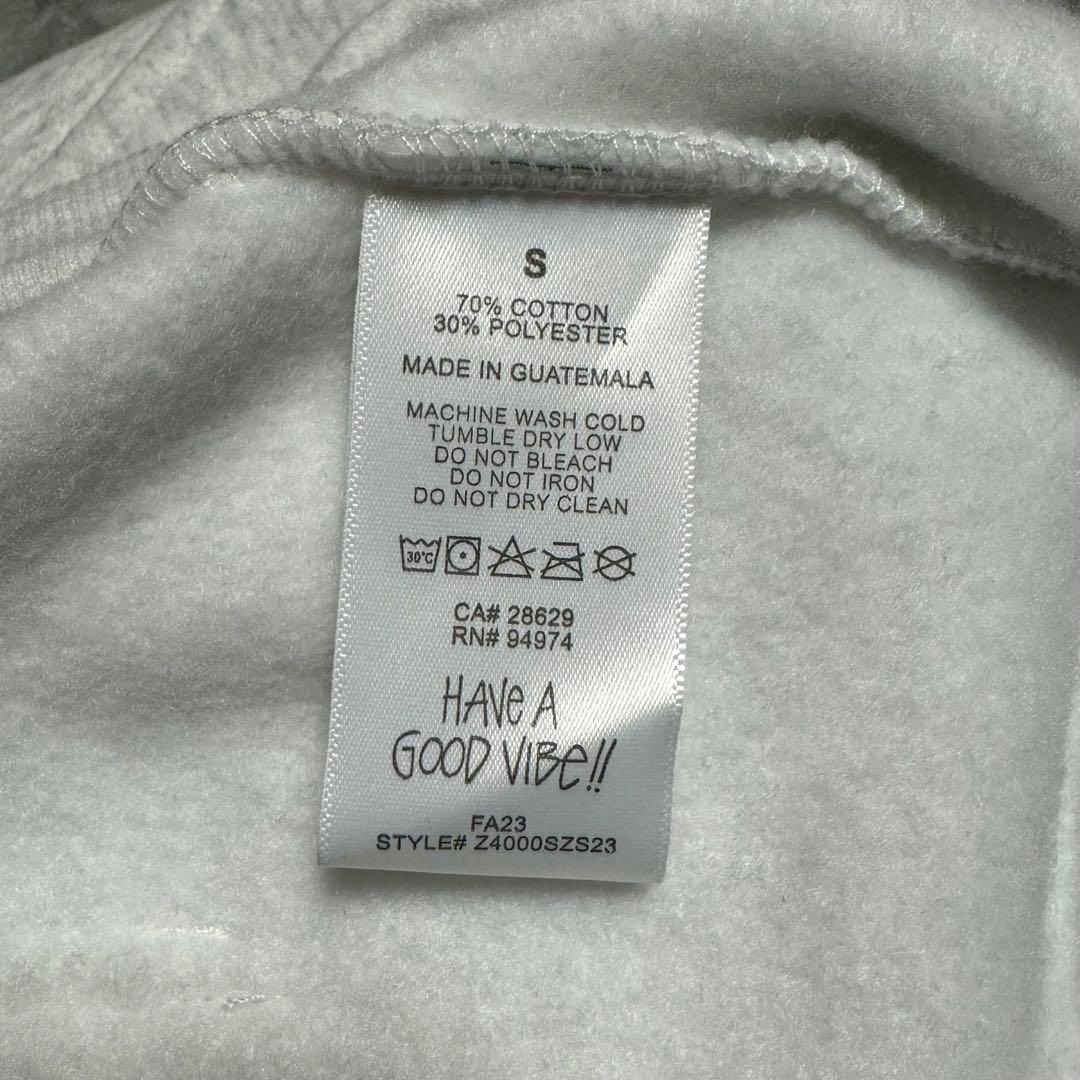 S
70% COTTON
30% POLYESTER
MADE IN GUATEMALA
MACHINE WASH COLD
TUMBLE DRY LOW
DO NOT BLEACH
DO NOT IRON
DO NOT DRY CLEAN
30°C
CA# 28629
RN# 94974
HAVe A
GOOD VIBe!!
FA23
STYLE# Z4000SZS23